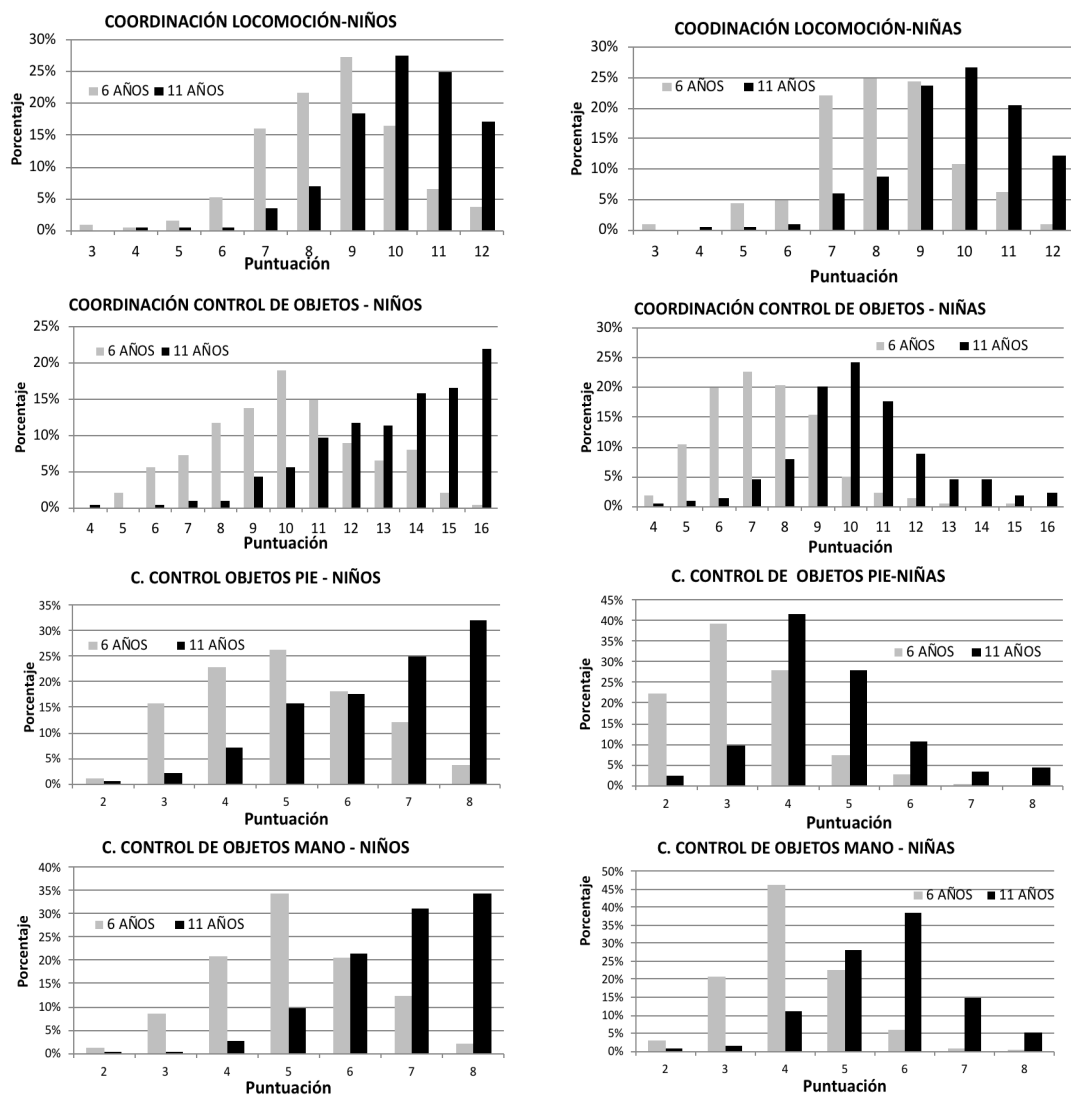 COORDINACIÓN LOCOMOCIÓN-NIÑOS
30%
25%
20%
15%
10%
5%
0%
Porcentaje
6 AÑOS 11 AÑOS
3 4 5 6 7 8 9 10 11 12
Puntuación
COODINACIÓN LOCOMOCIÓN-NIÑAS
30%
25%
20%
15%
10%
5%
0%
Porcentaje
6 AÑOS 11 AÑOS
3 4 5 6 7 8 9 10 11 12
Puntuación
COORDINACIÓN CONTROL DE OBJETOS - NIÑOS
25%
20%
15%
10%
5%
0%
Porcentaje
6 AÑOS 11 AÑOS
4 5 6 7 8 9 10 11 12 13 14 15 16
Puntuación
COORDINACIÓN CONTROL DE OBJETOS - NIÑAS
30%
25%
20%
15%
10%
5%
0%
Porcentaje
6 AÑOS 11 AÑOS
4 5 6 7 8 9 10 11 12 13 14 15 16
Puntuación
C. CONTROL OBJETOS PIE - NIÑOS
35%
30%
25%
20%
15%
10%
5%
0%
Porcentaje
6 AÑOS 11 AÑOS
2 3 4 5 6 7 8
Puntuación
C. CONTROL DE OBJETOS PIE-NIÑAS
45%
40%
35%
30%
25%
20%
15%
10%
5%
0%
Porcentaje
6 AÑOS 11 AÑOS
2 3 4 5 6 7 8
Puntuación
C. CONTROL DE OBJETOS MANO - NIÑOS
40%
35%
30%
25%
20%
15%
10%
5%
0%
Porcentaje
6 AÑOS 11 AÑOS
2 3 4 5 6 7 8
Puntuación
C. CONTROL DE OBJETOS MANO - NIÑAS
50%
45%
40%
35%
30%
25%
20%
15%
10%
5%
0%
Porcentaje
6 AÑOS 11 AÑOS
2 3 4 5 6 7 8
Puntuación